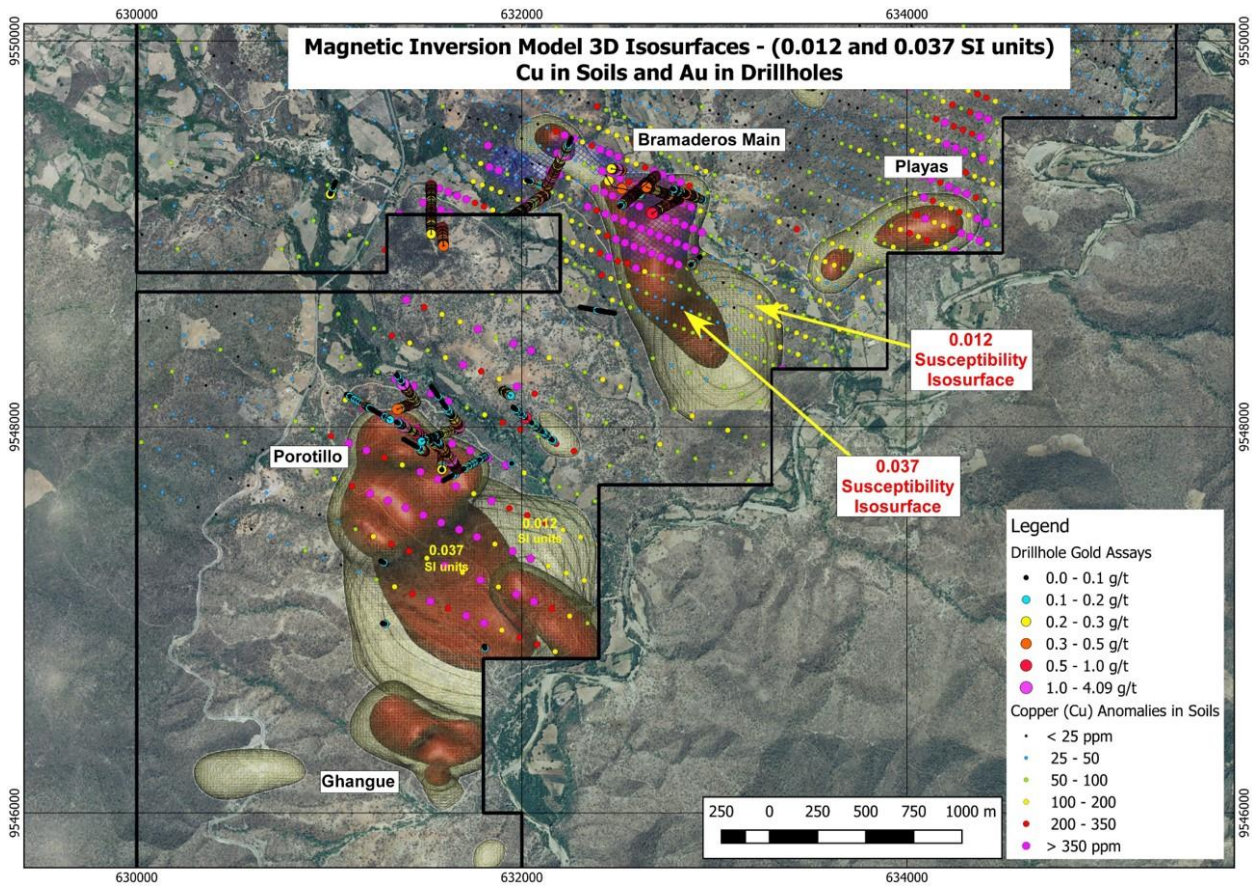 630000
632000
634000
9550000
9550000
Magnetic Inversion Model 3D Isosurfaces - (0.012 and 0.037 SI units)
Cu in Soils and Au in Drillholes
Bramaderos Main
Playas
0.012
Susceptibility
Isosurface
9548000
9548000
Porotillo
0.037
Susceptibility
Isosurface
0.012
SI units
0.037
SI units
Legend
Drillhole Gold Assays
0.0 - 0.1 g/t
0.1 - 0.2 g/t
0.2 - 0.3 g/t
0.3 - 0.5 g/t
0.5 - 1.0 g/t
1.0 - 4.09 g/t
Copper (Cu) Anomalies in Soils
< 25 ppm
25 - 50
50 - 100
100 - 200
200 - 350
> 350 ppm
Ghangue
250 0 250 500 750 1000 m
9546000
9546000
630000
632000
634000